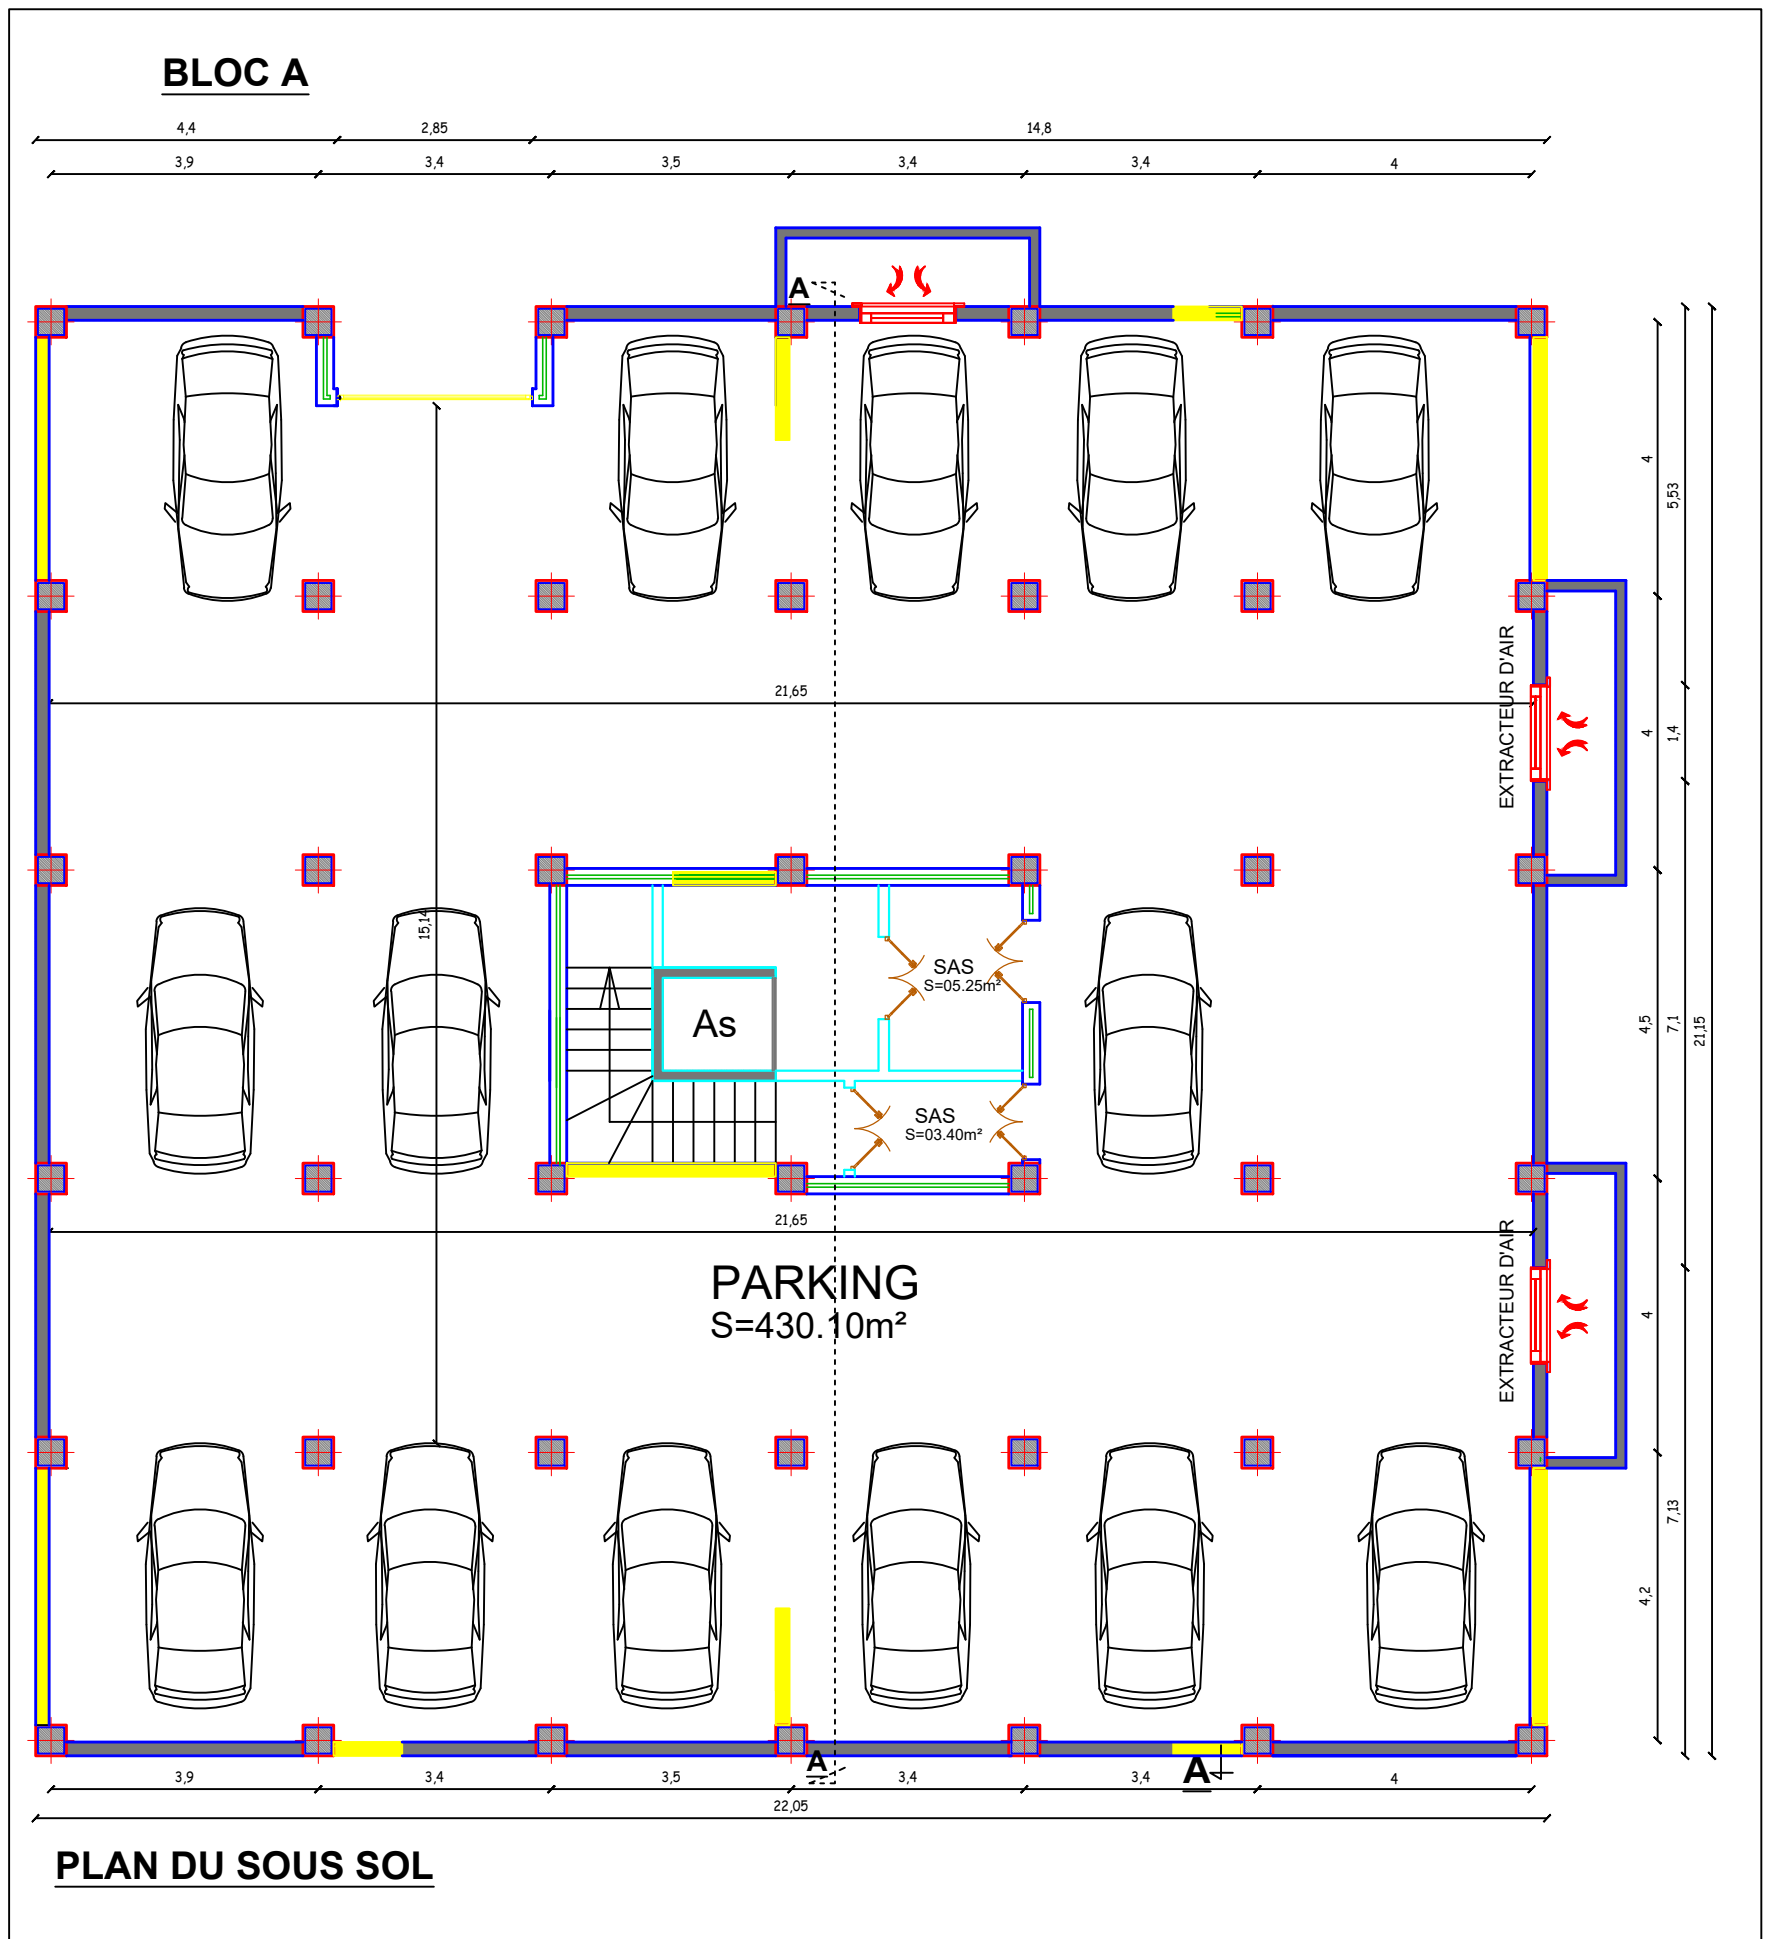 BLOC A
4,4
2,85
14,8
3,9
3,4
3,5
3,4
3,4
4
A
4
5,53
EXTRACTEUR D'AIR
21,65
4
1,4
15,14
SAS
S=05.25m²
As
4,5
7,1
21,15
SAS
S=03.40m²
21,65
EXTRACTEUR D'AIR
PARKING
S=430.10m²
4
7,13
4,2
A
A
3,9
3,4
3,5
3,4
3,4
4
22,05
PLAN DU SOUS SOL